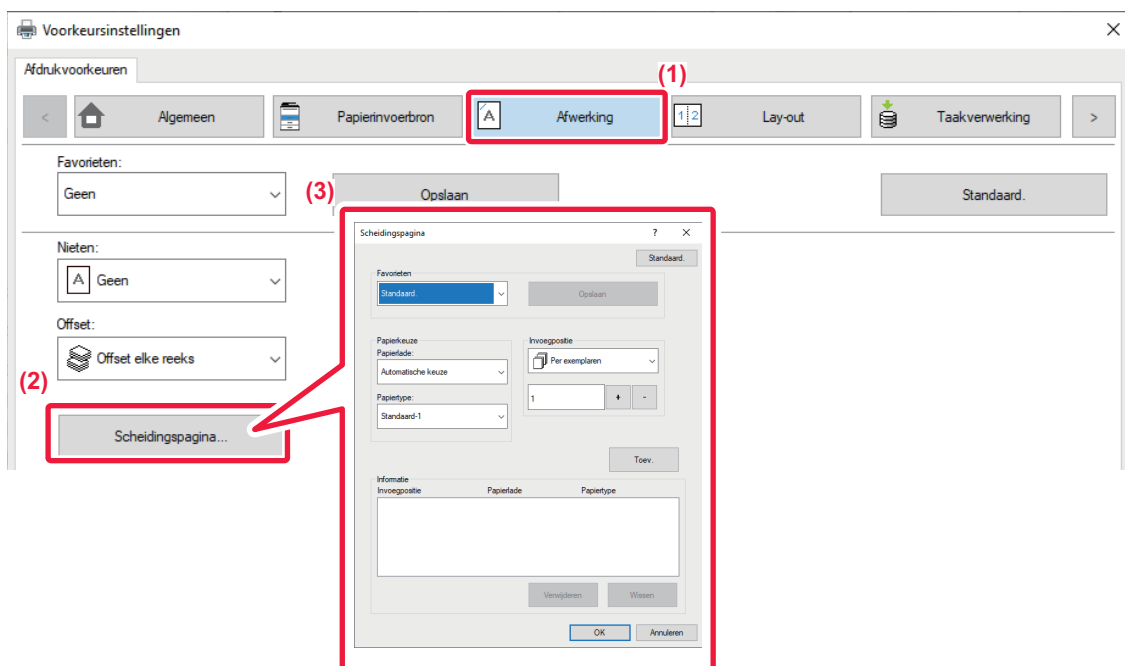 Voorkeursinstellingen
Afdrukvoorkeuren
(1)
< Algemeen Papierinvoerbron A Afwerking 1 2 Lay-out Taakverwerking >
Favorieten:
Geen
(3)
Opslaan
Standaard.
Scheidingspagina ?
Standaard.
Favorieten
Standaard. Opslaan
Nieten:
A Geen
Offset:
Offset elke reeks
(2)
Scheidingspagina...
Papierkeuze
Papierlade:
Automatische keuze
Papiertype:
Standaard-1
Invoegpositie
Per exemplaren
1 + -
Toev.
Informatie
Invoegpositie Papierlade Papiertype
Verwijderen Wissen
OK Annuleren